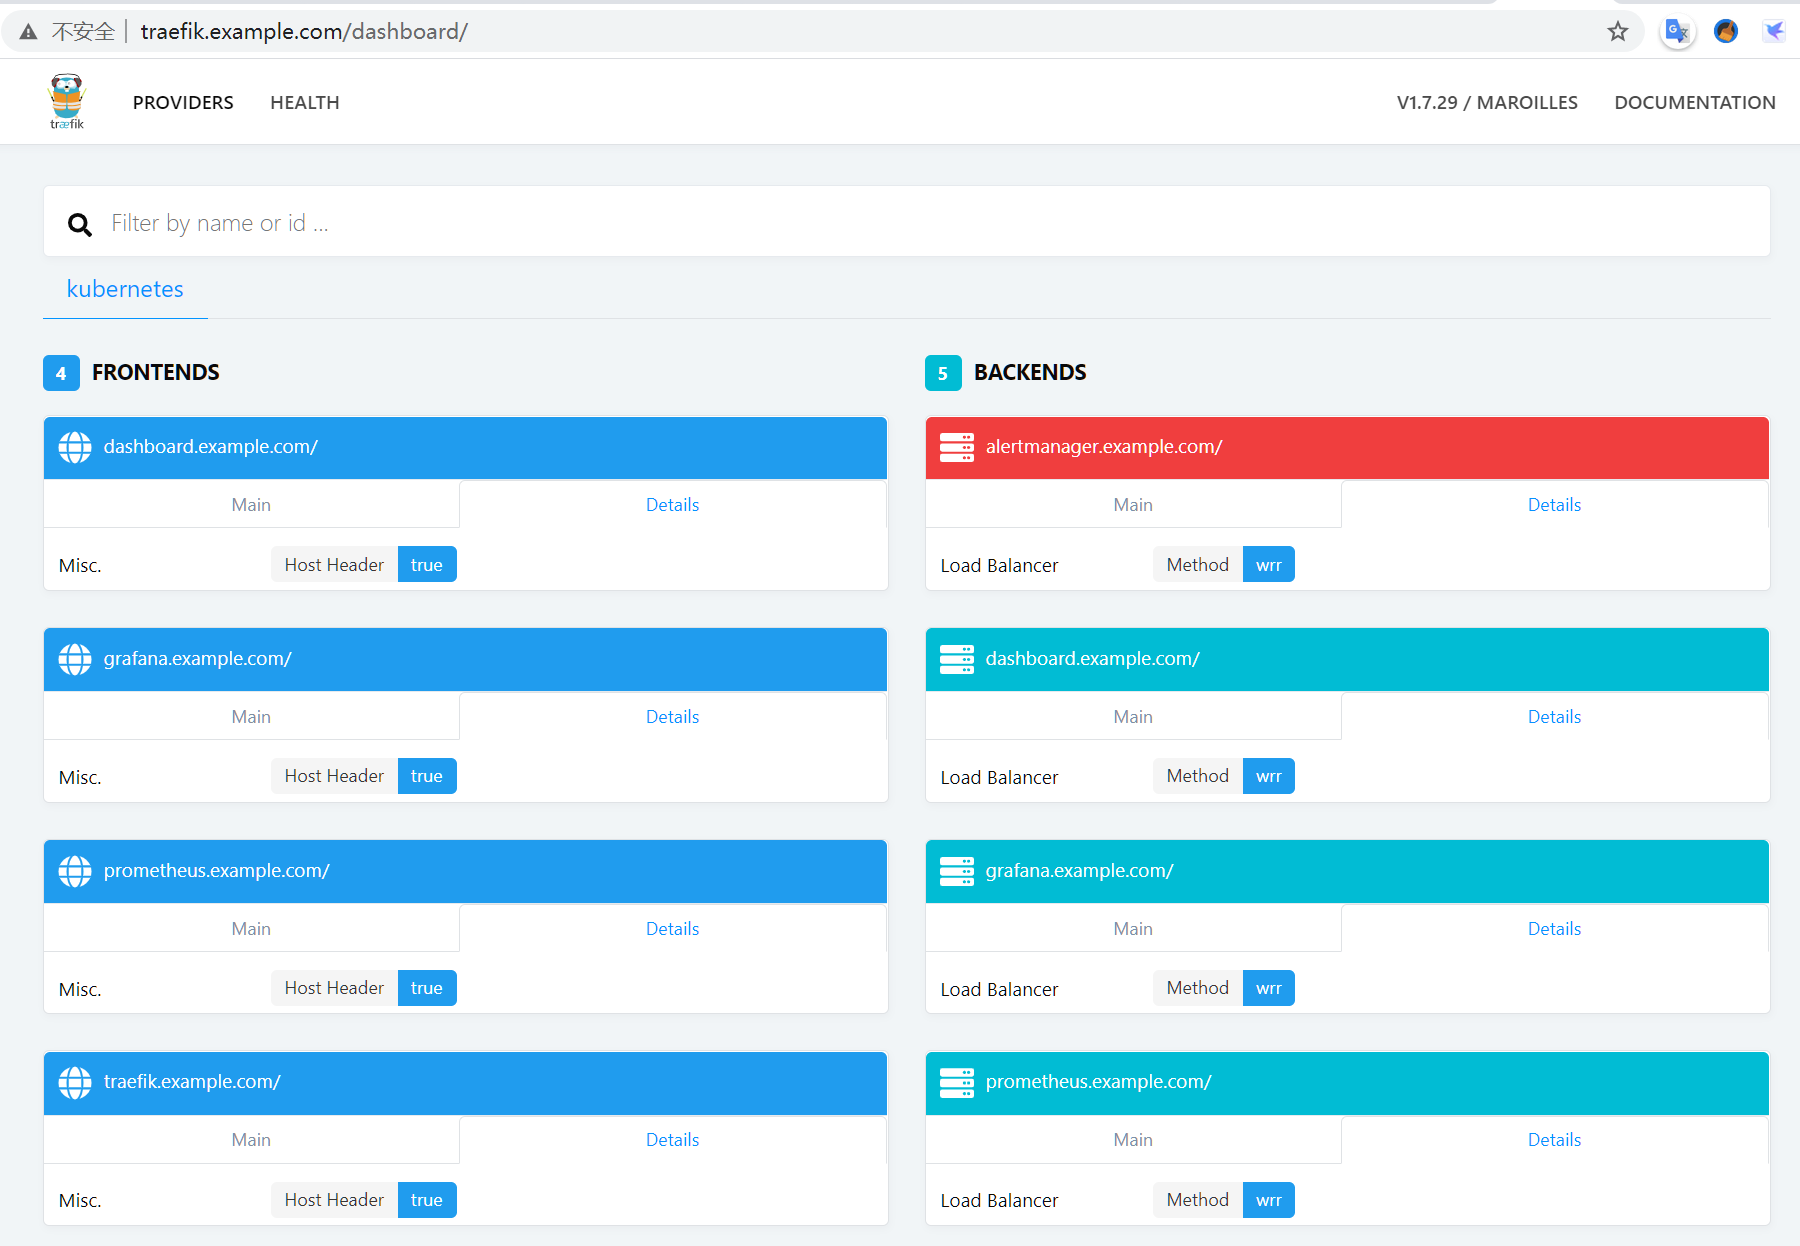 不安全 | traefik.example.com/dashboard/
træfik
PROVIDERS HEALTH V1.7.29 / MAROILLES DOCUMENTATION
Filter by name or id ...
kubernetes
4 FRONTENDS
dashboard.example.com/
Main Details
Misc. Host Header true
grafana.example.com/
Main Details
Misc. Host Header true
prometheus.example.com/
Main Details
Misc. Host Header true
traefik.example.com/
Main Details
Misc. Host Header true
5 BACKENDS
alertmanager.example.com/
Main Details
Load Balancer Method wrr
dashboard.example.com/
Main Details
Load Balancer Method wrr
grafana.example.com/
Main Details
Load Balancer Method wrr
prometheus.example.com/
Main Details
Load Balancer Method wrr